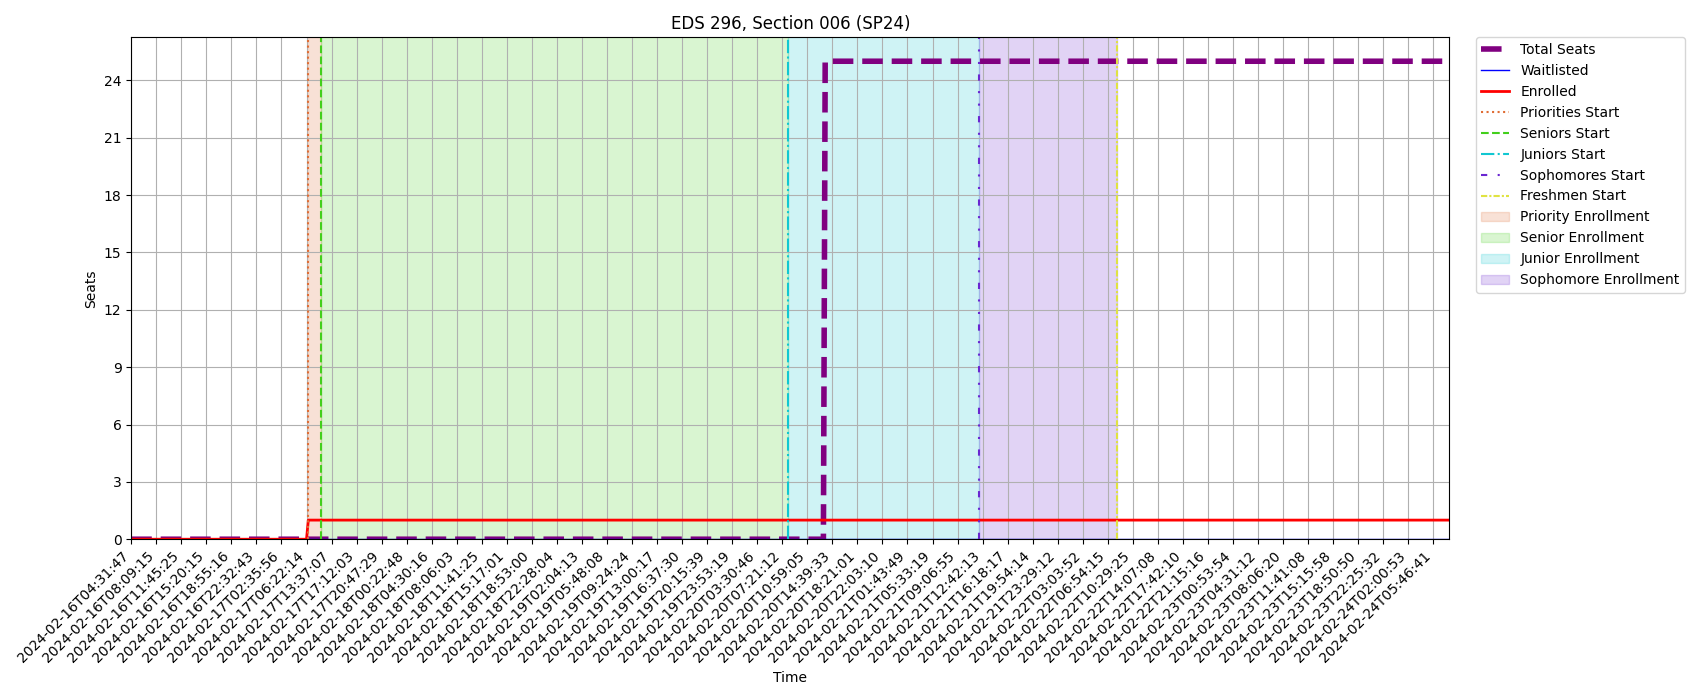 EDS 296, Section 006 (SP24)
Seats
24
21
18
15
12
9
6
3
0
2024-02-16T04:31:47
2024-02-16T08:09:15
2024-02-16T11:45:25
2024-02-16T15:20:15
2024-02-16T18:55:16
2024-02-16T22:32:43
2024-02-17T02:35:56
2024-02-17T06:22:14
2024-02-17T13:37:07
2024-02-17T17:12:03
2024-02-17T20:47:29
2024-02-18T00:22:48
2024-02-18T04:30:16
2024-02-18T08:06:03
2024-02-18T11:41:25
2024-02-18T15:17:01
2024-02-18T18:53:00
2024-02-18T22:28:04
2024-02-19T02:04:13
2024-02-19T05:48:08
2024-02-19T09:24:24
2024-02-19T13:00:17
2024-02-19T16:37:30
2024-02-19T20:15:39
2024-02-19T23:53:19
2024-02-20T03:30:46
2024-02-20T07:21:12
2024-02-20T10:59:05
2024-02-20T14:39:33
2024-02-20T18:21:01
2024-02-20T22:03:10
2024-02-21T01:43:49
2024-02-21T05:33:19
2024-02-21T09:06:55
2024-02-21T12:42:13
2024-02-21T16:18:17
2024-02-21T19:54:14
2024-02-21T23:29:12
2024-02-22T03:03:52
2024-02-22T06:54:15
2024-02-22T10:29:25
2024-02-22T14:07:08
2024-02-22T17:42:10
2024-02-22T21:15:16
2024-02-23T00:53:54
2024-02-23T04:31:12
2024-02-23T08:06:20
2024-02-23T11:41:08
2024-02-23T15:15:58
2024-02-23T18:50:50
2024-02-23T22:25:32
2024-02-24T02:00:53
2024-02-24T05:46:41
Time
Total Seats
Waitlisted
Enrolled
Priorities Start
Seniors Start
Juniors Start
Sophomores Start
Freshmen Start
Priority Enrollment
Senior Enrollment
Junior Enrollment
Sophomore Enrollment